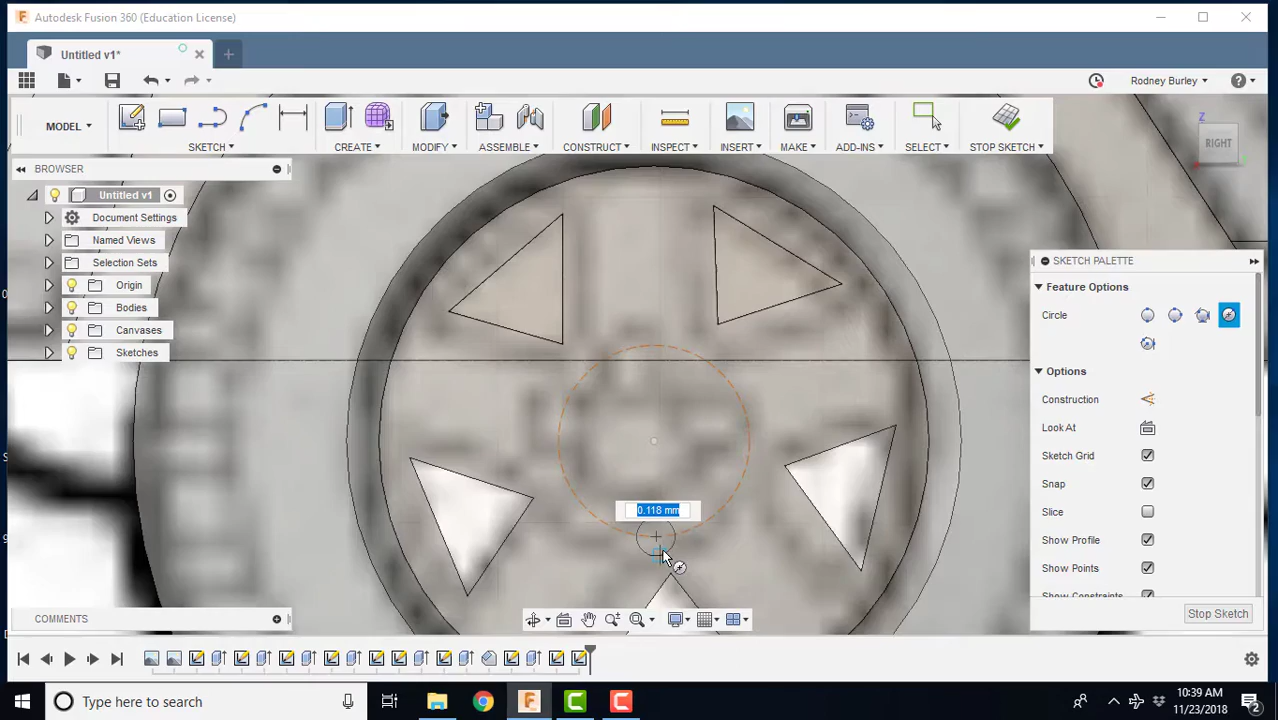 Autodesk Fusion 360 (Education License)
Untitled v1*
Rodney Burley
MODEL
SKETCH
CREATE
MODIFY
ASSEMBLE
CONSTRUCT
INSPECT
INSERT
MAKE
ADD-INS
SELECT
STOP SKETCH
BROWSER
Untitled v1
Document Settings
Named Views
Selection Sets
Origin
Bodies
Canvases
Sketches
Z
RIGHT
SKETCH PALETTE
Feature Options
Circle
Options
Construction
Look At
Sketch Grid
Snap
Slice
Show Profile
Show Points
Show Constraints
Stop Sketch
0.118 mm
COMMENTS
Type here to search
10:39 AM
11/23/2018
2